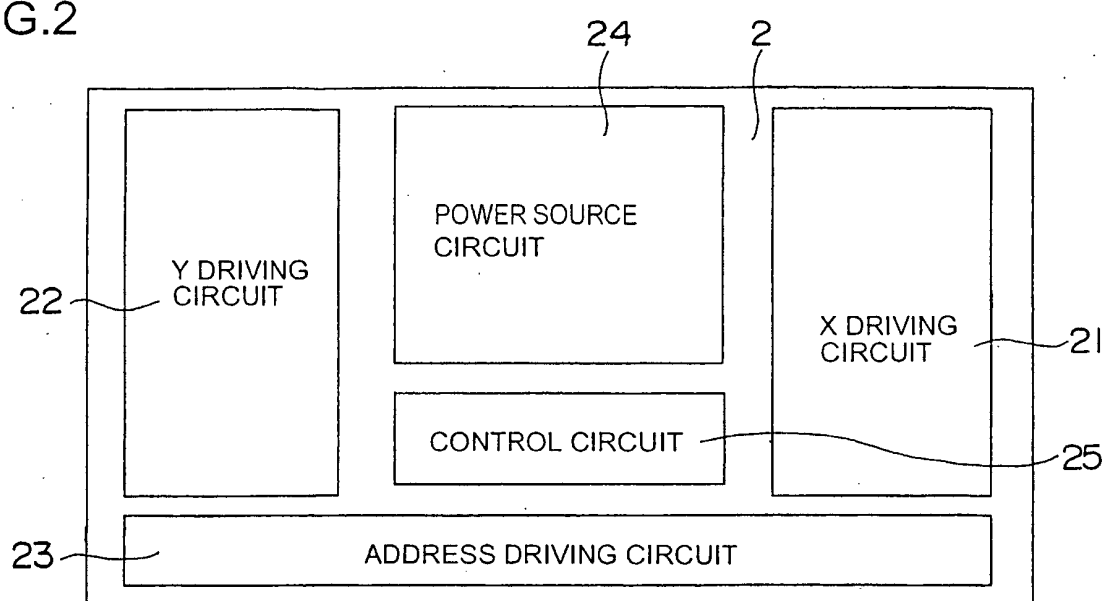 G.2
24
2
POWER SOURCE
CIRCUIT
Y DRIVING
CIRCUIT
22
X DRIVING
CIRCUIT
21
CONTROL CIRCUIT
25
23
ADDRESS DRIVING CIRCUIT